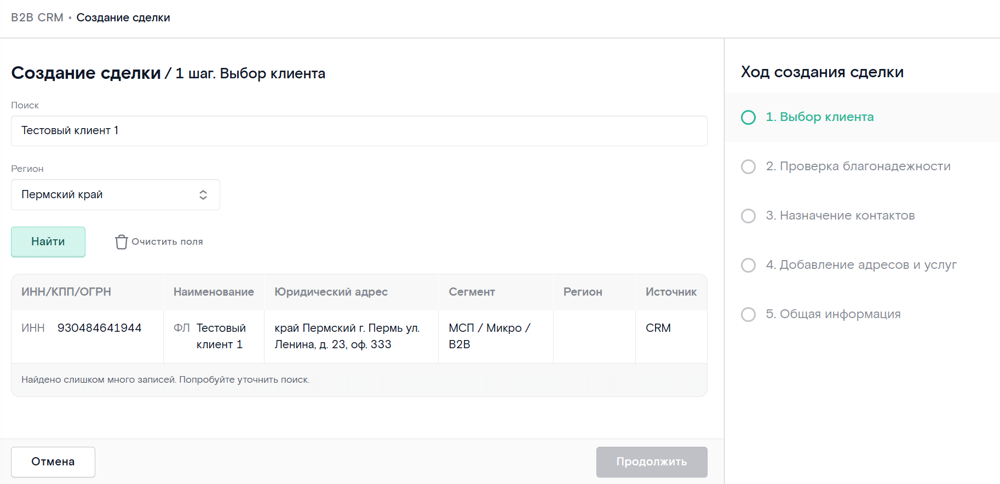 B2B CRM • Создание сделки
Создание сделки / 1 шаг. Выбор клиента
Поиск
Тестовый клиент 1
Регион
Пермский край
Найти
Очистить поля
ИНН/КПП/ОГРН Наименование Юридический адрес Сегмент Регион Источник
ИНН 930484641944 ФЛ Тестовый край Пермский г. Пермь ул. МСП / Микро / CRM
клиент 1 Ленина, д. 23, оф. 333 B2B
Найдено слишком много записей. Попробуйте уточнить поиск.
Отмена
Продолжить
Ход создания сделки
1. Выбор клиента
2. Проверка благонадежности
3. Назначение контактов
4. Добавление адресов и услуг
5. Общая информация